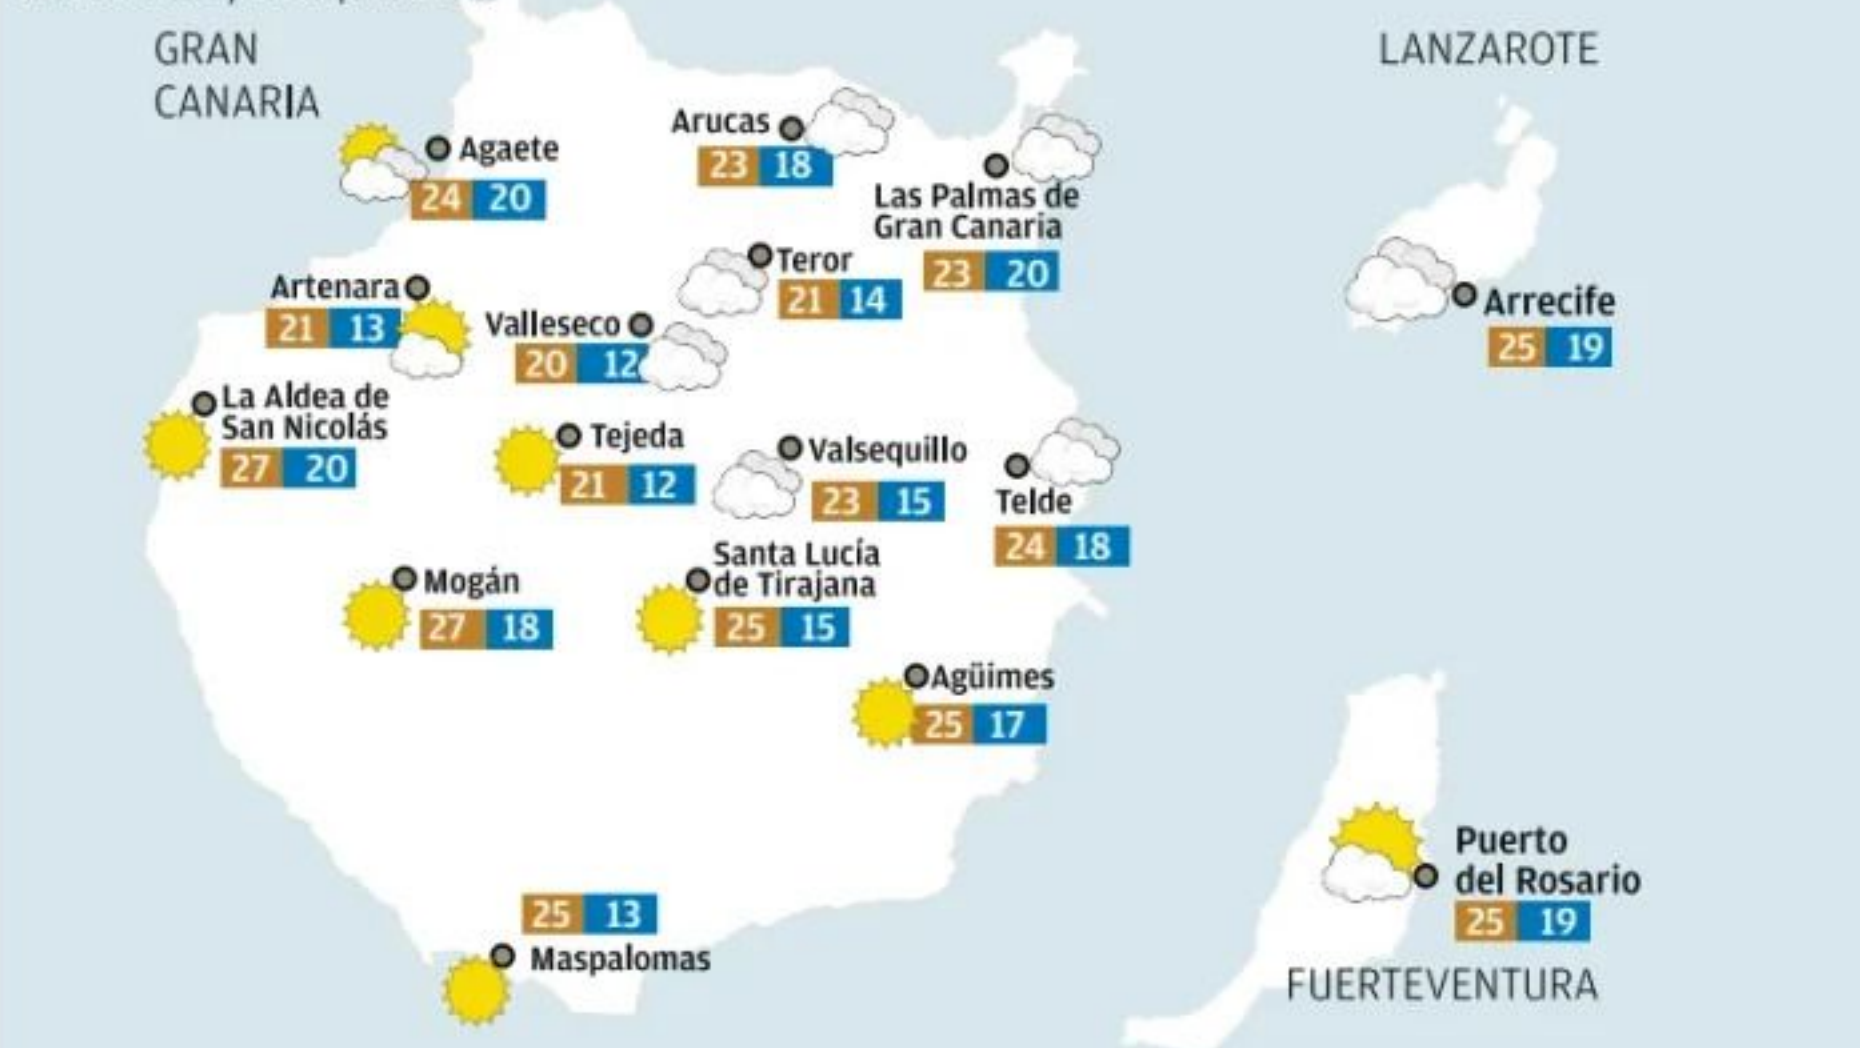 GRAN
CANARIA
LANZAROTE
Agaete
24 20
Arucas
23 18
Las Palmas de
Gran Canaria
23 20
Teror
21 14
Artenara
21 13
Valleseco
20 12
Arrecife
25 19
La Aldea de
San Nicolás
27 20
Tejeda
21 12
Valsequillo
23 15
Telde
24 18
Mogán
27 18
Santa Lucía
de Tirajana
25 15
Agüimes
25 17
Puerto
del Rosario
25 19
25 13
Maspalomas
FUERTEVENTURA